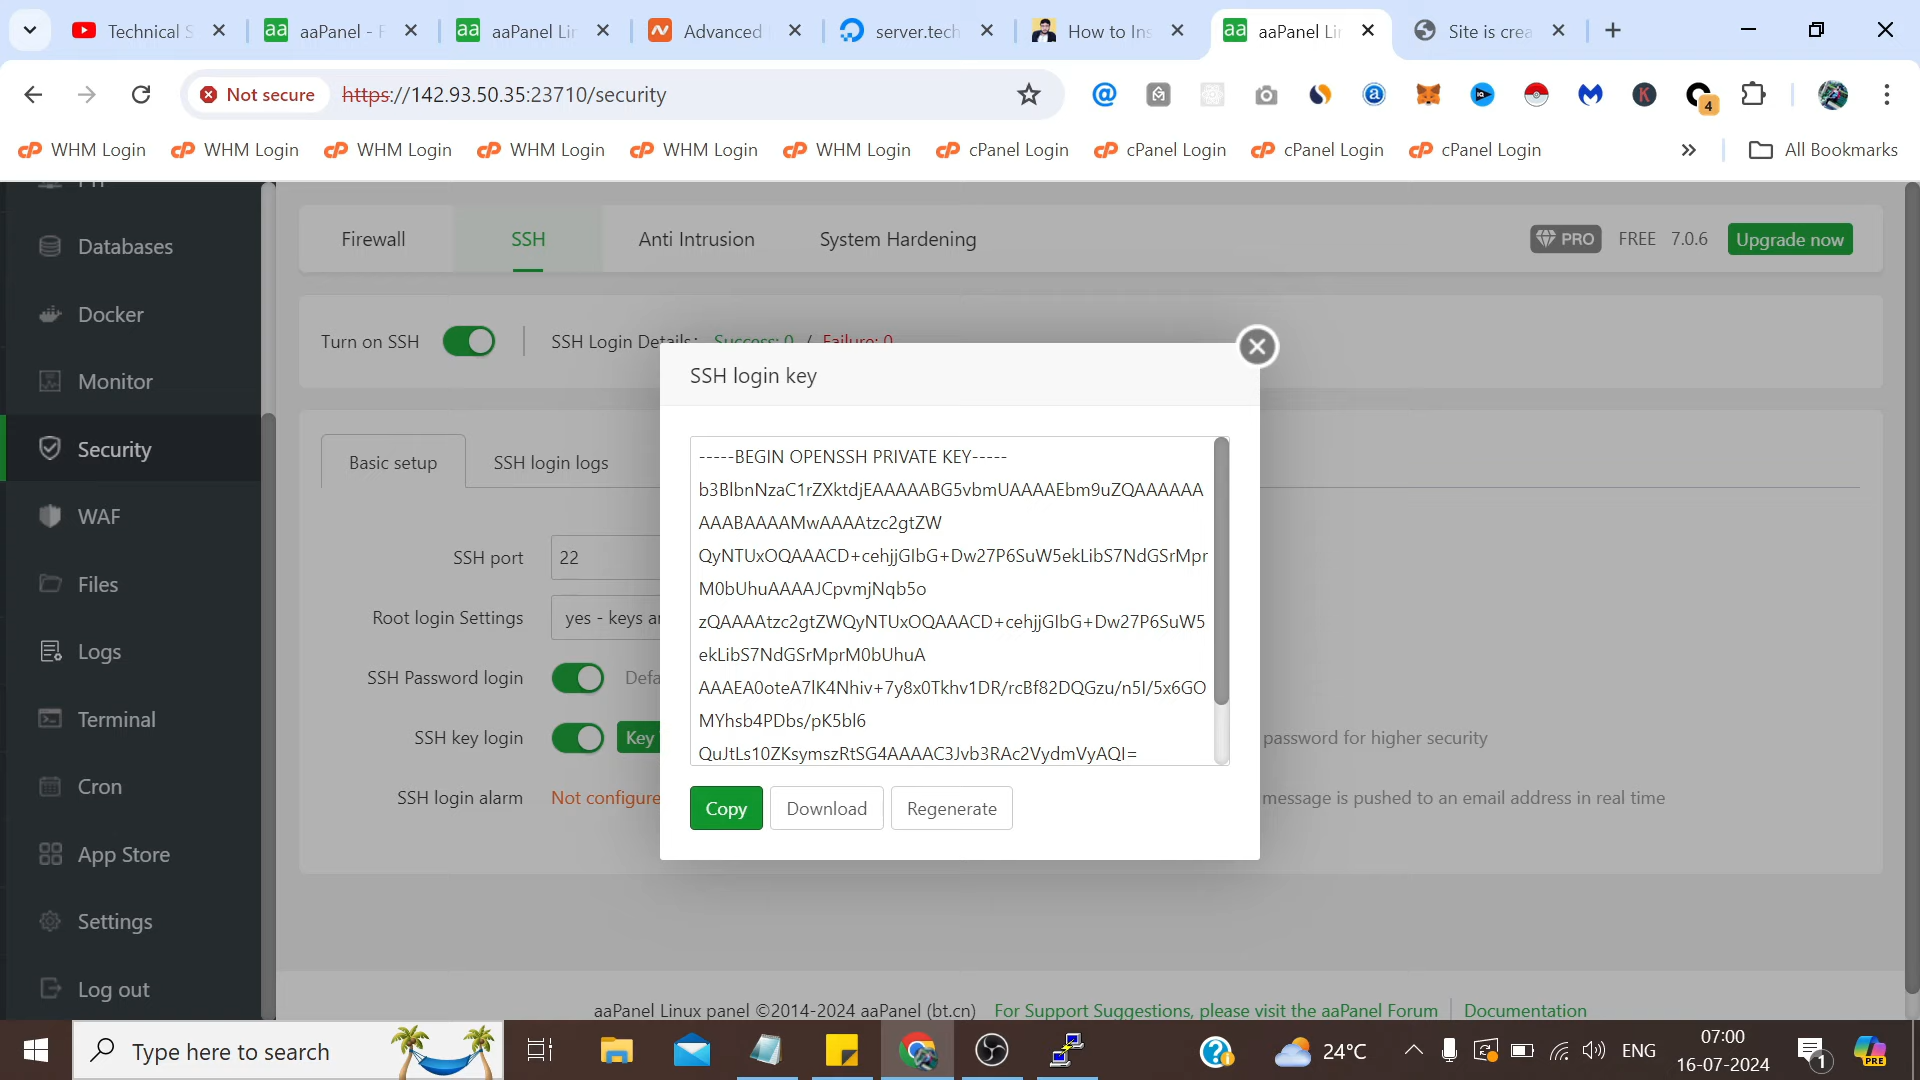 Technical S
aaPanel - F
aaPanel Lir
Advanced
server.tech
How to Ins
aaPanel Li
Site is crea
Not secure
https://142.93.50.35:23710/security
4
WHM Login
WHM Login
WHM Login
WHM Login
WHM Login
WHM Login
cPanel Login
cPanel Login
cPanel Login
cPanel Login
All Bookmarks
Databases
Docker
Monitor
Security
WAF
Files
Logs
Terminal
Cron
App Store
Settings
Log out
Firewall
SSH
Anti Intrusion
System Hardening
PRO
FREE 7.0.6
Upgrade now
Turn on SSH
SSH Login Details: Success: 0 / Failure: 0
Basic setup
SSH login logs
SSH port
22
Root login Settings
yes - keys a
SSH Password login
Defa
SSH key login
Key
password for higher security
SSH login alarm
Not configure
message is pushed to an email address in real time
SSH login key
-----BEGIN OPENSSH PRIVATE KEY-----
b3BlbnNzaC1rZXktdjEAAAAABG5vbmUAAAAEbm9uZQAAAAAA
AAABAAAAMwAAAAtzc2gtZW
QyNTUxOQAAACD+cehjjGIbG+Dw27P6SuW5ekLibS7NdGSrMpr
M0bUhuAAAAJCpvmjNqb5o
zQAAAAtzc2gtZWQyNTUxOQAAACD+cehjjGIbG+Dw27P6SuW5
ekLibS7NdGSrMprM0bUhuA
AAAEA0oteA7lK4Nhiv+7y8x0Tkhv1DR/rcBf82DQGzu/n5I/5x6GO
MYhsb4PDbs/pK5bl6
QuJtLs10ZKsymszRtSG4AAAAC3Jvb3RAc2VydmVyAQI=
Copy
Download
Regenerate
aaPanel Linux panel ©2014-2024 aaPanel (bt.cn)
For Support Suggestions, please visit the aaPanel Forum
Documentation
Type here to search
24°C
ENG
07:00
16-07-2024
1
PRE